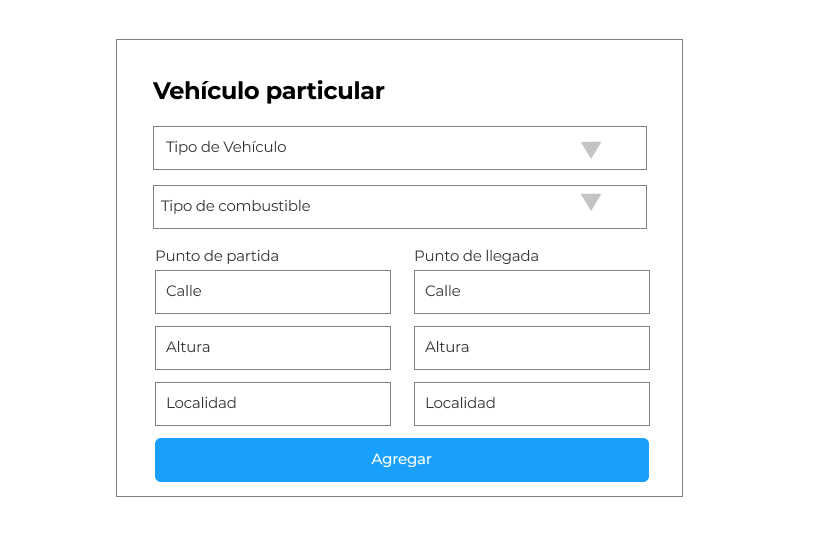 Vehículo particular
Tipo de Vehículo
Tipo de combustible
Punto de partida
Calle
Altura
Localidad
Punto de llegada
Calle
Altura
Localidad
Agregar